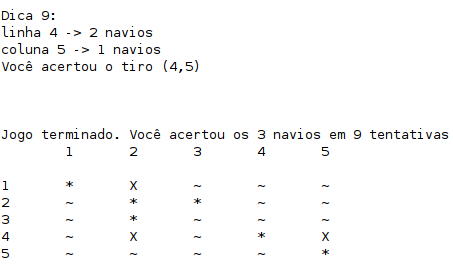 Dica 9:
linha 4 -> 2 navios
coluna 5 -> 1 navios
Você acertou o tiro (4,5)
Jogo terminado. Você acertou os 3 navios em 9 tentativas
1 2 3 4 5
1 * X ~ ~ ~
2 ~ * * ~ ~
3 ~ * ~ ~ ~
4 ~ X ~ * X
5 ~ ~ ~ ~ *